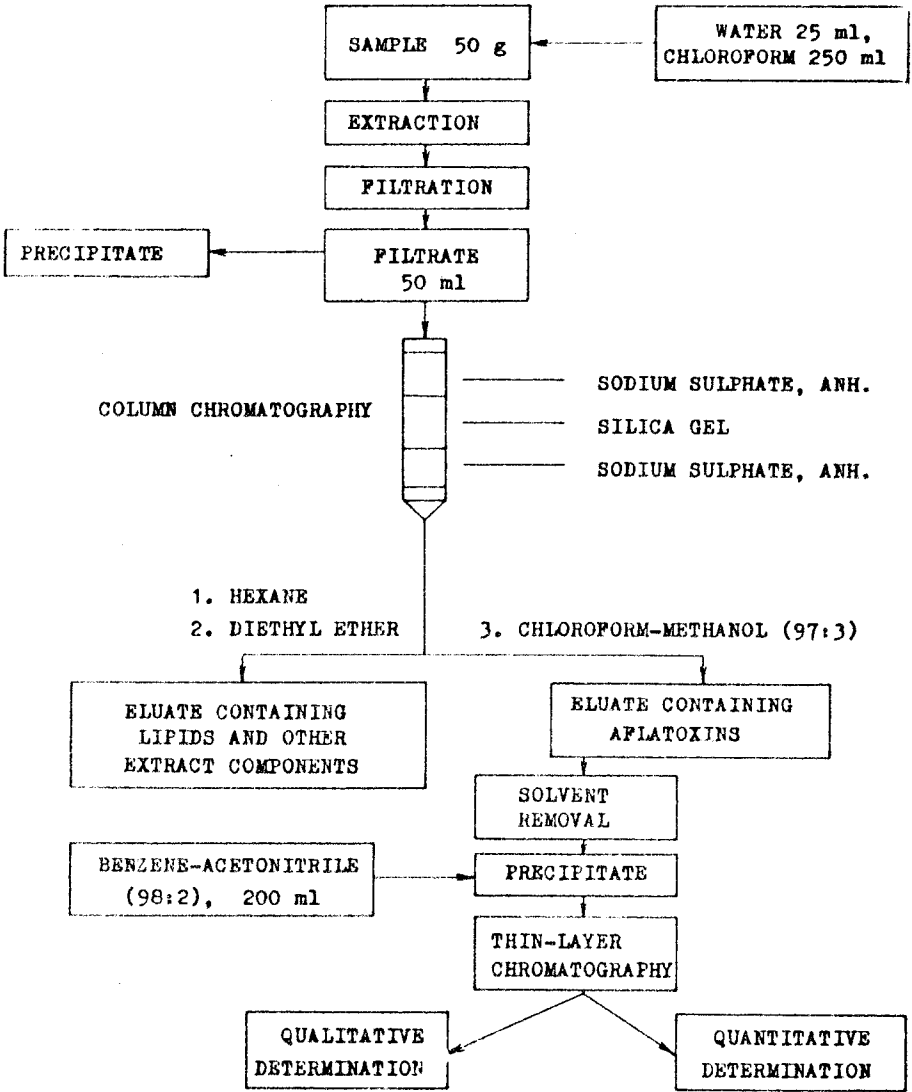 SAMPLE 50 g
WATER 25 ml,
CHLOROFORM 250 ml
EXTRACTION
FILTRATION
PRECIPITATE
FILTRATE
50 ml
COLUMN CHROMATOGRAPHY
SODIUM SULPHATE, ANH.
SILICA GEL
SODIUM SULPHATE, ANH.
1. HEXANE
2. DIETHYL ETHER
3. CHLOROFORM-METHANOL (97:3)
ELUATE CONTAINING
LIPIDS AND OTHER
EXTRACT COMPONENTS
ELUATE CONTAINING
AFLATOXINS
SOLVENT
REMOVAL
BENZENE-ACETONITRILE
(98:2), 200 ml
PRECIPITATE
THIN-LAYER
CHROMATOGRAPHY
QUALITATIVE
DETERMINATION
QUANTITATIVE
DETERMINATION